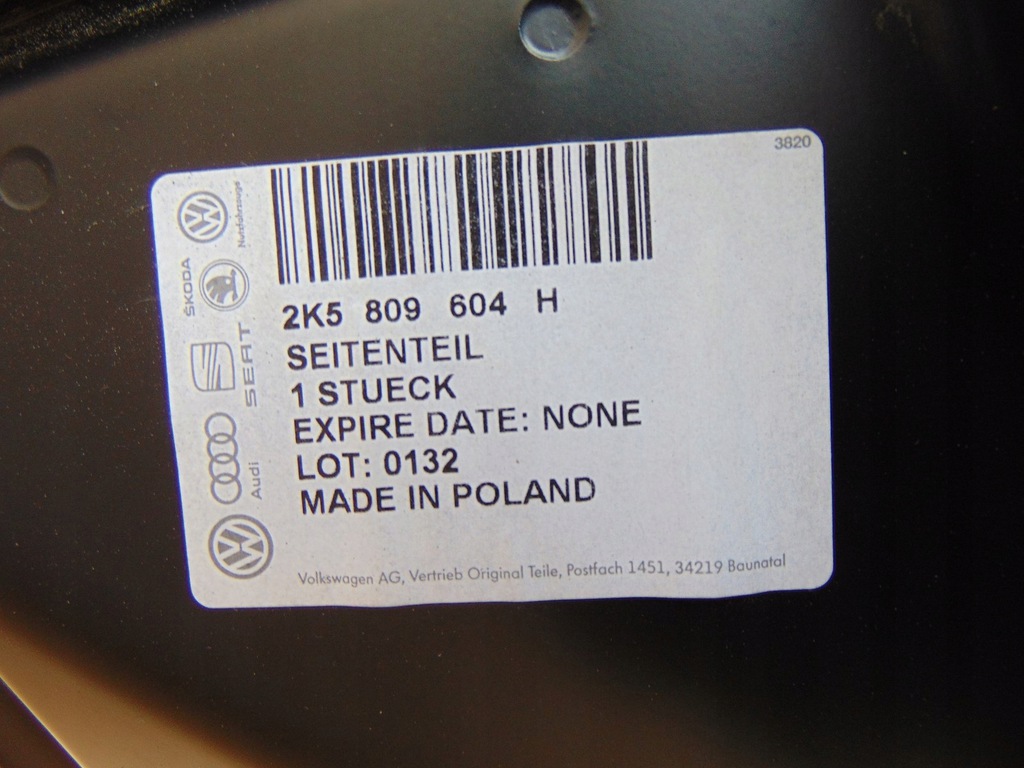 3820
Nutzfahrzeuge
ŠKODA
SEAT
Audi
2K5 809 604 H
SEITENTEIL
1 STUECK
EXPIRE DATE: NONE
LOT: 0132
MADE IN POLAND
Volkswagen AG, Vertrieb Original Teile, Postfach 1451, 34219 Baunatal